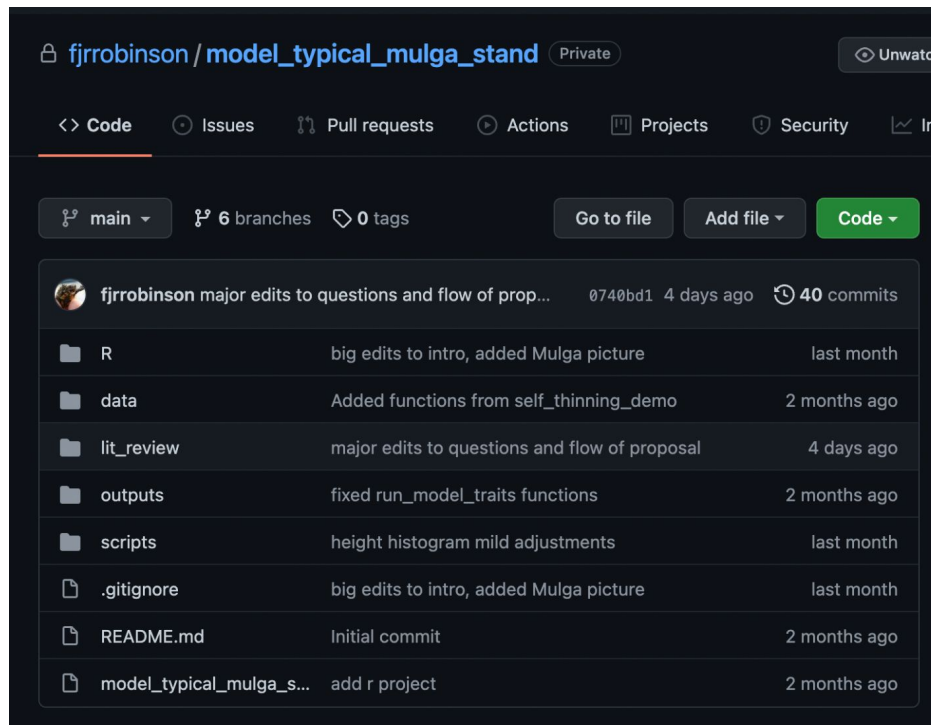 fjrrobinson / model_typical_mulga_stand Private
Unwatc
Code Issues Pull requests Actions Projects Security In
main 6 branches 0 tags Go to file Add file Code
fjrrobinson major edits to questions and flow of prop... 0740bd1 4 days ago 40 commits
R big edits to intro, added Mulga picture last month
data Added functions from self_thinning_demo 2 months ago
lit_review major edits to questions and flow of proposal 4 days ago
outputs fixed run_model_traits functions 2 months ago
scripts height histogram mild adjustments last month
.gitignore big edits to intro, added Mulga picture last month
README.md Initial commit 2 months ago
model_typical_mulga_s... add r project 2 months ago